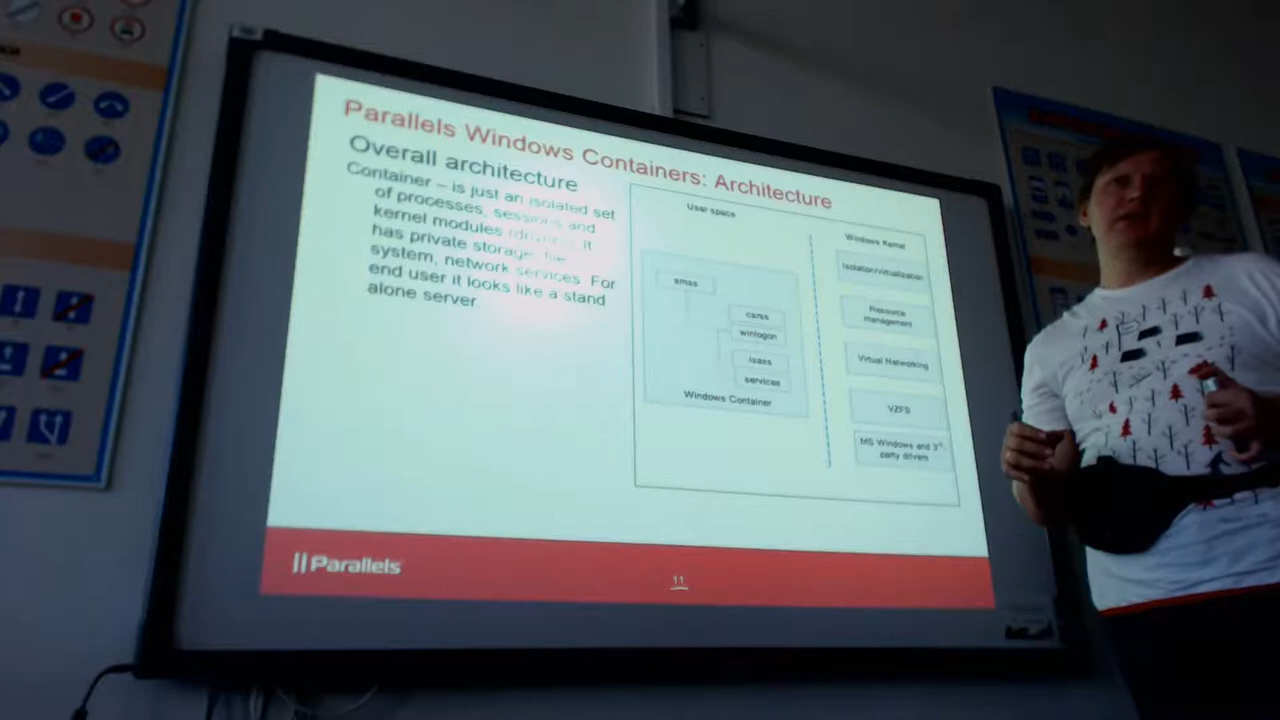 Parallels Windows Containers: Architecture
Overall architecture
Container – is just an isolated set
of processes, sessions and
kernel modules (drivers). It
has private storage, file
system, network services. For
end user it looks like a stand
alone server.
User space
smss
csrss
winlogon
lsass
services
Windows Container
Windows Kernel
Isolation/virtualization
Resource
management
Virtual Networking
VZFS
MS Windows and 3rd-
party drivers
Parallels
11